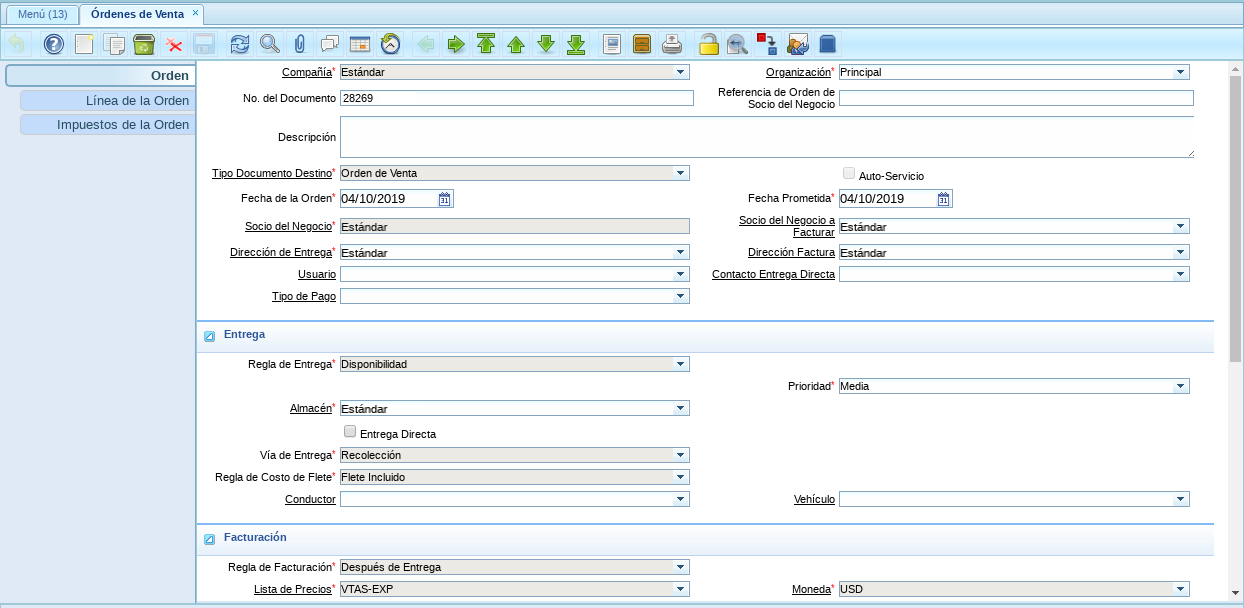 Menú (13) Órdenes de Venta ×
Orden
Línea de la Orden
Impuestos de la Orden
Compañía* Estándar Organización* Principal
No. del Documento 28269 Referencia de Orden de
Socio del Negocio
Descripción
Tipo Documento Destino* Orden de Venta Auto-Servicio
Fecha de la Orden* 04/10/2019 31 Fecha Prometida* 04/10/2019 31
Socio del Negocio* Estándar Socio del Negocio a
Facturar Estándar
Dirección de Entrega* Estándar Dirección Factura Estándar
Usuario Contacto Entrega Directa
Tipo de Pago
Entrega
Regla de Entrega* Disponibilidad
Prioridad* Media
Almacén* Estándar
Entrega Directa
Vía de Entrega* Recolección
Regla de Costo de Flete* Flete Incluido
Conductor Vehículo
Facturación
Regla de Facturación* Después de Entrega
Lista de Precios* VTAS-EXP Moneda* USD